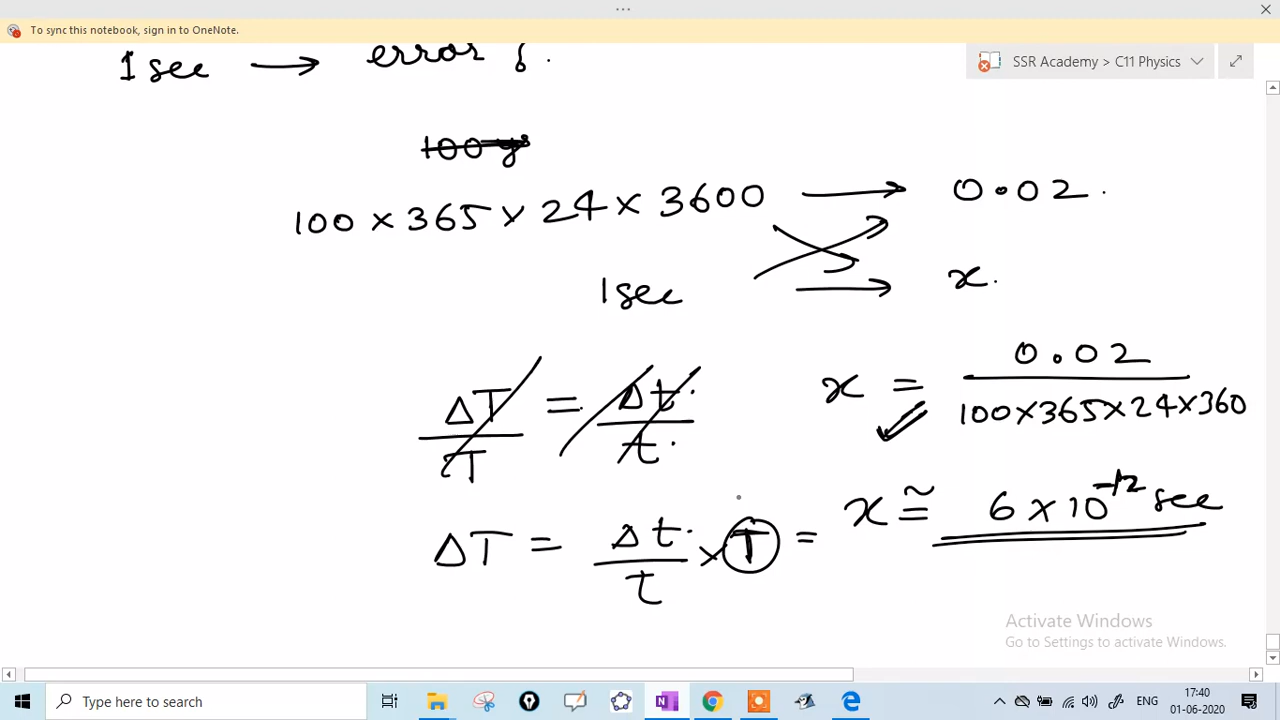 To sync this notebook, sign in to OneNote.
SSR Academy > C11 Physics
1 sec → error ?.
100 y
100 × 365 × 24 × 3600 → 0.02.
1 sec → x.
ΔT/T = Δt/t
x = 0.02 / 100×365×24×360
x ≅ 6 × 10⁻¹² sec
ΔT = Δt/t × T =
Activate Windows
Go to Settings to activate Windows.
Type here to search
ENG
17:40
01-06-2020